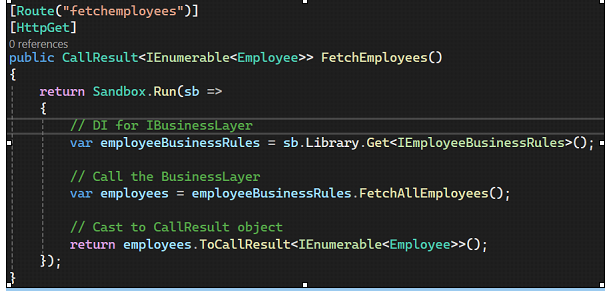 [Route("fetchemployees")]
[HttpGet]
0 references
public CallResult<IEnumerable<Employee>> FetchEmployees()
{
return Sandbox.Run(sb =>
{
// DI for IBusinessLayer
var employeeBusinessRules = sb.Library.Get<IEmployeeBusinessRules>();
// Call the BusinessLayer
var employees = employeeBusinessRules.FetchAllEmployees();
// Cast to CallResult object
return employees.ToCallResult<IEnumerable<Employee>>();
});
}